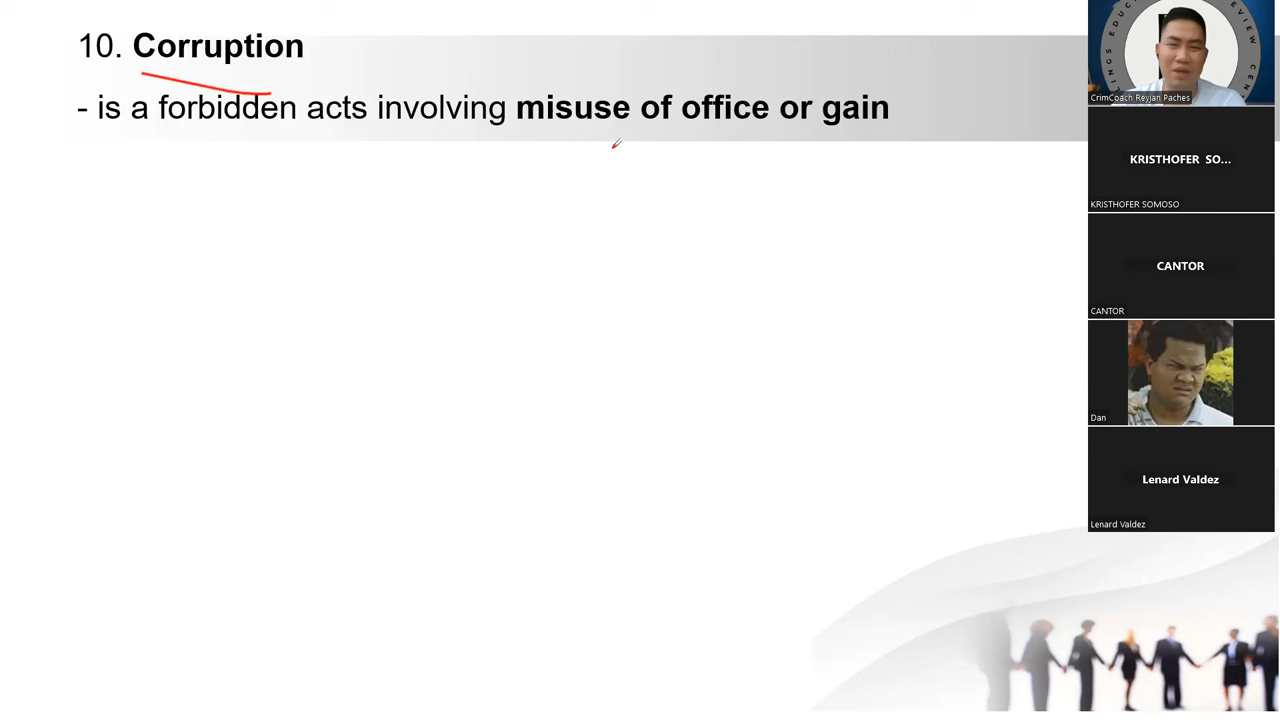 10. Corruption
- is a forbidden acts involving misuse of office or gain
CrimCoach Reyjan Paches
KRISTHOFER SO...
KRISTHOFER SOMOSO
CANTOR
CANTOR
Dan
Lenard Valdez
Lenard Valdez